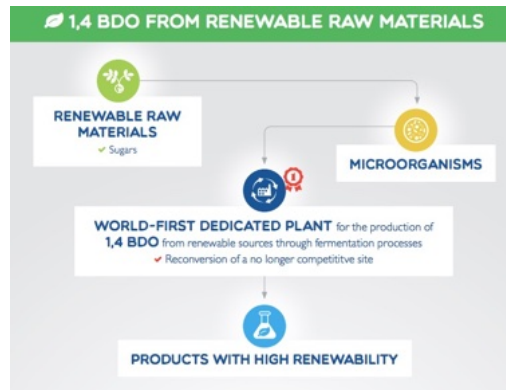 1,4 BDO FROM RENEWABLE RAW MATERIALS
RENEWABLE RAW
MATERIALS
Sugars
MICROORGANISMS
1
WORLD-FIRST DEDICATED PLANT for the production of
1,4 BDO from renewable sources through fermentation processes
Reconversion of a no longer competititve site
PRODUCTS WITH HIGH RENEWABILITY